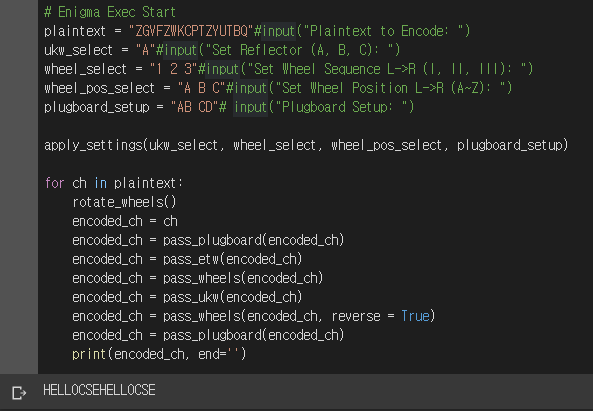 # Enigma Exec Start
plaintext = "ZGVFZWKCPTZYUTBQ"#input("Plaintext to Encode: ")
ukw_select = "A"#input("Set Reflector (A, B, C): ")
wheel_select = "1 2 3"#input("Set Wheel Sequence L->R (I, II, III): ")
wheel_pos_select = "A B C"#input("Set Wheel Position L->R (A~Z): ")
plugboard_setup = "AB CD"# input("Plugboard Setup: ")
apply_settings(ukw_select, wheel_select, wheel_pos_select, plugboard_setup)
for ch in plaintext:
    rotate_wheels()
    encoded_ch = ch
    encoded_ch = pass_plugboard(encoded_ch)
    encoded_ch = pass_etw(encoded_ch)
    encoded_ch = pass_wheels(encoded_ch)
    encoded_ch = pass_ukw(encoded_ch)
    encoded_ch = pass_wheels(encoded_ch, reverse = True)
    encoded_ch = pass_plugboard(encoded_ch)
    print(encoded_ch, end='')
HELLOCSEHELLOCSE